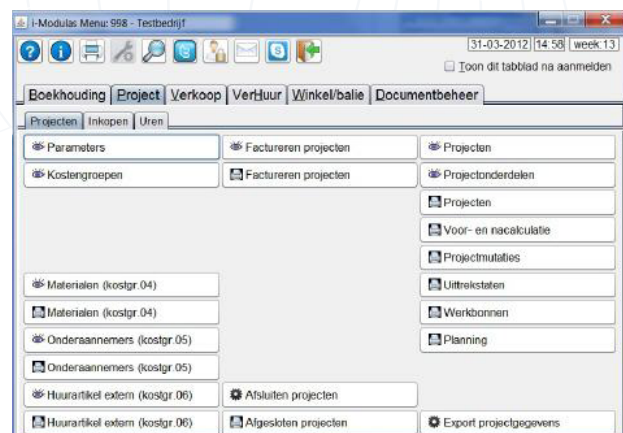 i-Modulas Menu: 998 - Testbedrijf
31-03-2012 14:58 week:13
Toon dit tabblad na aanmelden
Boekhouding Project Verkoop VerHuur Winkel/balie Documentbeheer
Projecten Inkopen Uren
Parameters Factureren projecten Projecten
Kostengroepen Factureren projecten Projectonderdelen
Projecten
Voor- en nacalculatie
Projectmutaties
Materialen (kostgr.04) Uittrekstaten
Materialen (kostgr.04) Werkbonnen
Onderaannemers (kostgr.05) Planning
Onderaannemers (kostgr.05)
Huurartikel extern (kostgr.06) Afsluiten projecten
Huurartikel extern (kostgr.06) Afgesloten projecten Export projectgegevens